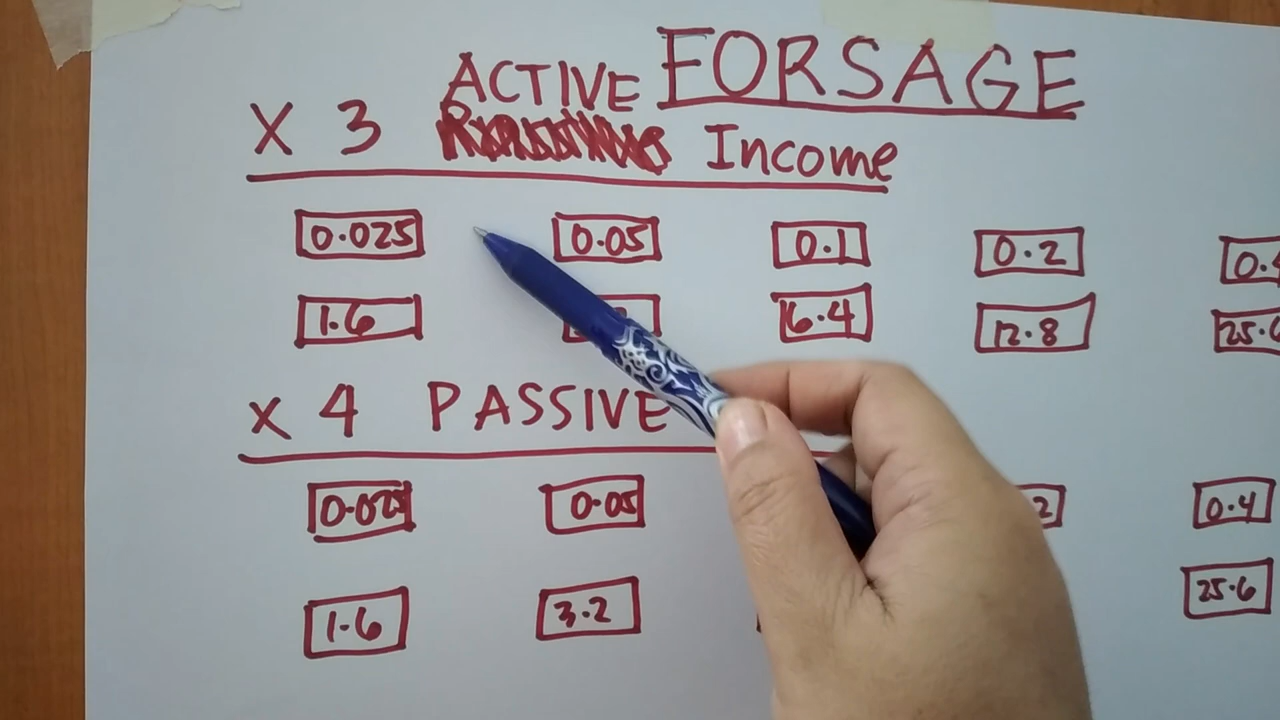 ACTIVE FORSAGE
X 3 Income
0.025 0.05 0.1 0.2
1.6 6.4 12.8
X 4 PASSIVE
0.025 0.05 0.4
1.6 3.2 25.6